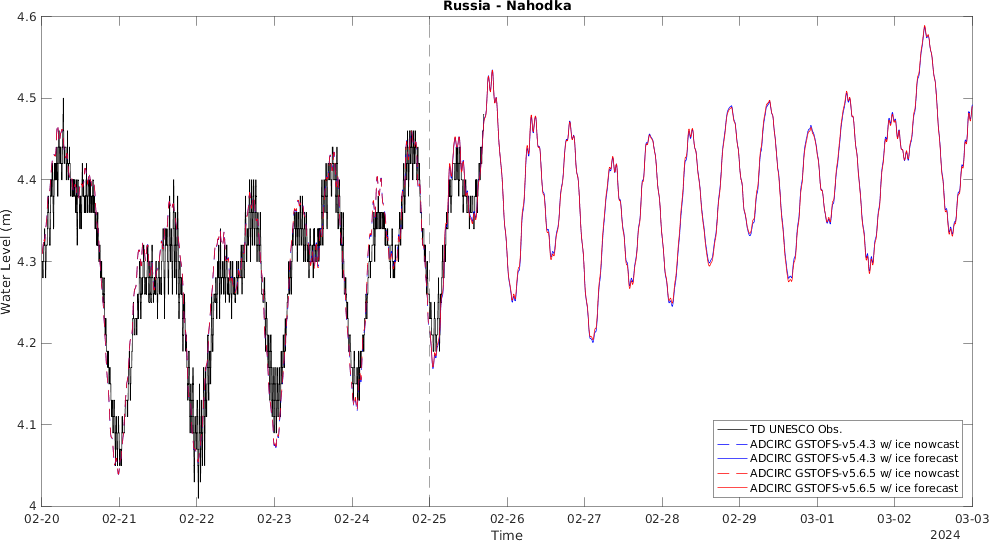 Russia - Nahodka
4.6
4.5
4.4
4.3
4.2
4.1
4
Water Level (m)
TD UNESCO Obs.
ADCIRC GSTOFS-v5.4.3 w/ ice nowcast
ADCIRC GSTOFS-v5.4.3 w/ ice forecast
ADCIRC GSTOFS-v5.6.5 w/ ice nowcast
ADCIRC GSTOFS-v5.6.5 w/ ice forecast
02-20 02-21 02-22 02-23 02-24 02-25 02-26 02-27 02-28 02-29 03-01 03-02 03-03
Time
2024